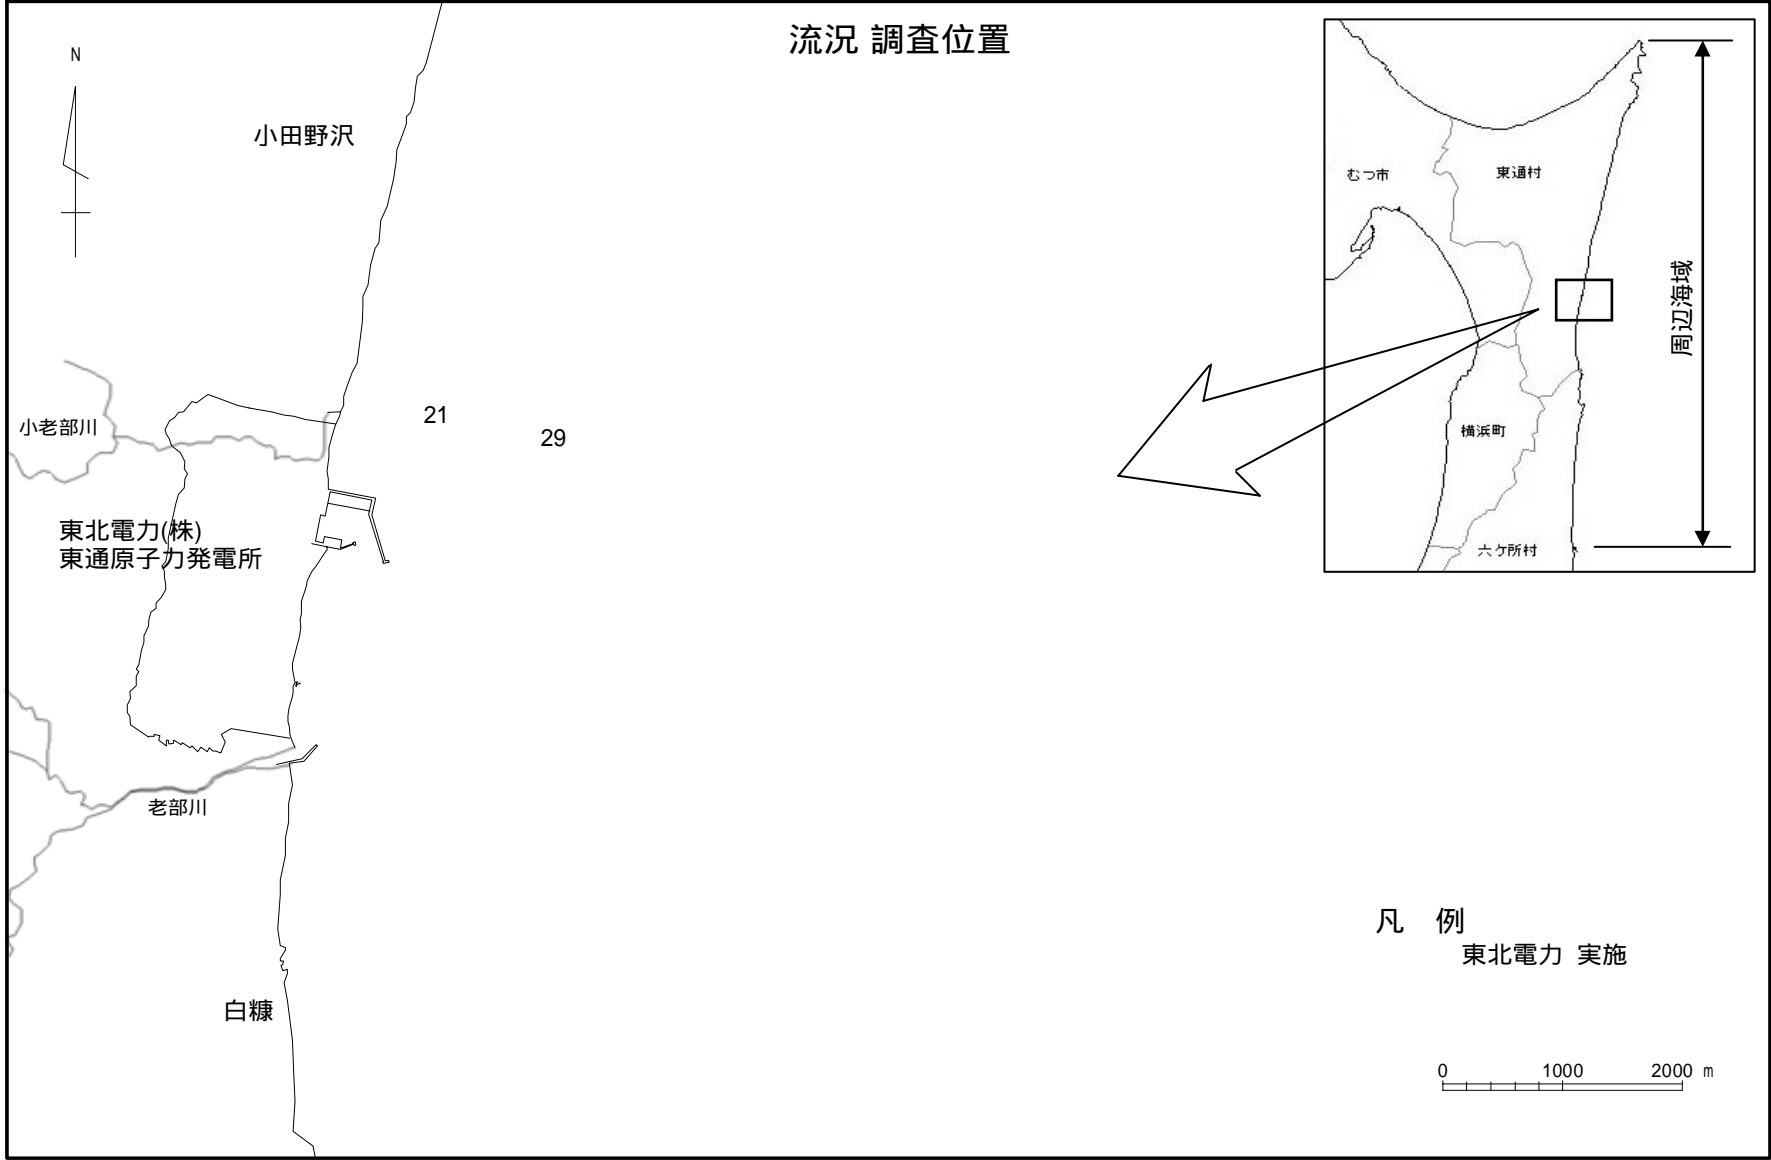 流況 調査位置
N
小田野沢
むつ市
東通村
周辺海域
小老部川
21
29
横浜町
東北電力(株)
東通原子力発電所
六ケ所村
老部川
凡 例
東北電力 実施
白糠
0 1000 2000 m